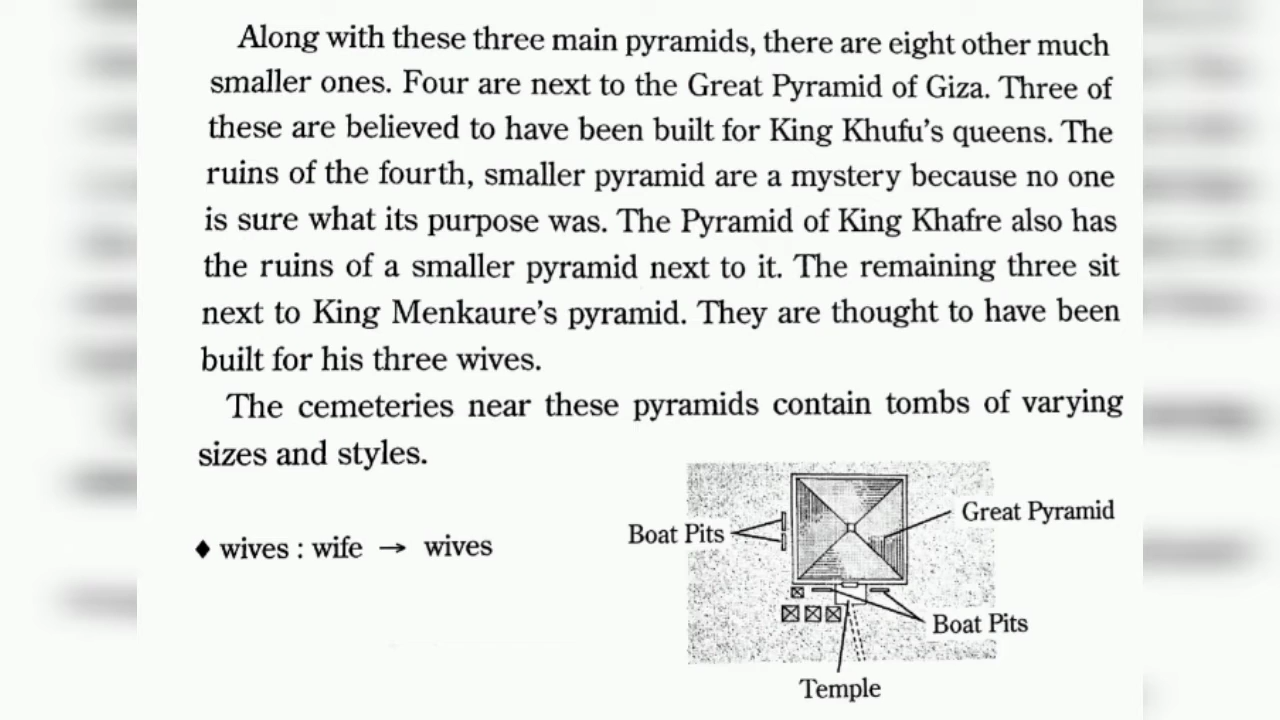 Along with these three main pyramids, there are eight other much
smaller ones. Four are next to the Great Pyramid of Giza. Three of
these are believed to have been built for King Khufu's queens. The
ruins of the fourth, smaller pyramid are a mystery because no one
is sure what its purpose was. The Pyramid of King Khafre also has
the ruins of a smaller pyramid next to it. The remaining three sit
next to King Menkaure's pyramid. They are thought to have been
built for his three wives.
The cemeteries near these pyramids contain tombs of varying
sizes and styles.
♦ wives : wife → wives
Boat Pits
Great Pyramid
Boat Pits
Temple